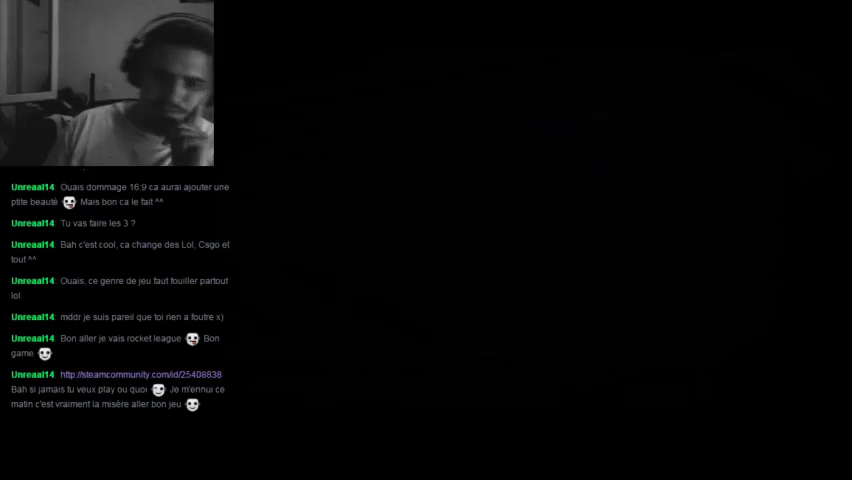 Unreaal14: Ouais dommage 16:9 ca aurai ajouter une
ptite beauté Mais bon ca le fait ^^
Unreaal14: Tu vas faire les 3 ?
Unreaal14: Bah c'est cool, ca change des Lol, Csgo et
tout ^^
Unreaal14: Ouais, ce genre de jeu faut fouiller partout
lol
Unreaal14: mddr je suis pareil que toi rien a foutre x)
Unreaal14: Bon aller je vais rocket league Bon
game
Unreaal14: http://steamcommunity.com/id/25408838
Bah si jamais tu veux play ou quoi Je m'ennui ce
matin c'est vraiment la misère aller bon jeu